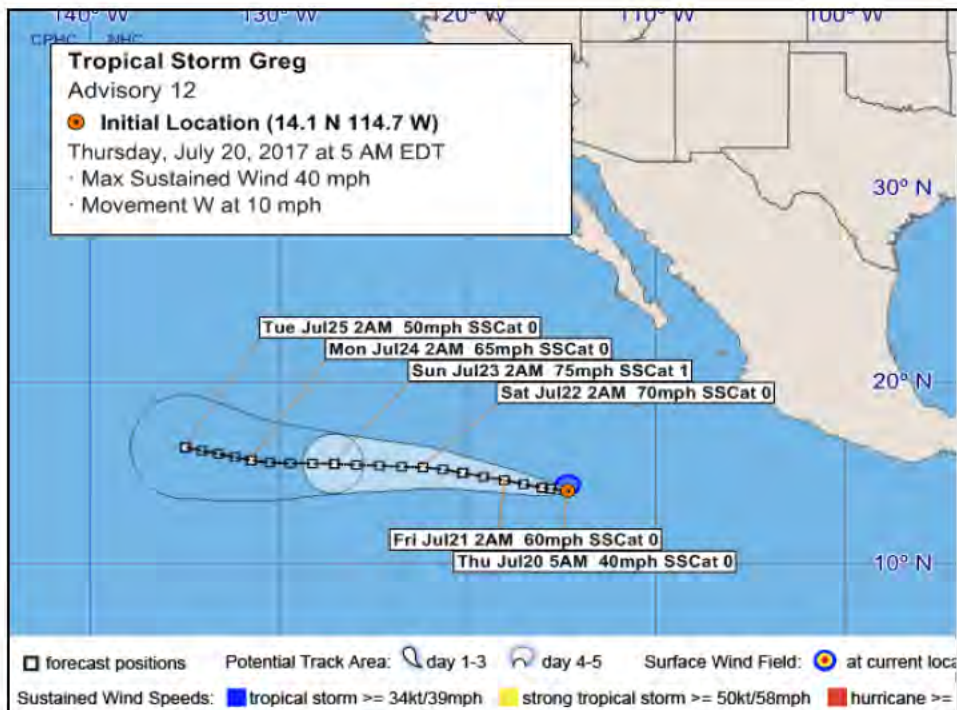 140° W 130° W 120° W 110° W 100° W
CPHC NHC
Tropical Storm Greg
Advisory 12
Initial Location (14.1 N 114.7 W)
Thursday, July 20, 2017 at 5 AM EDT
· Max Sustained Wind 40 mph
· Movement W at 10 mph
30° N
Tue Jul25 2AM 50mph SSCat 0
Mon Jul24 2AM 65mph SSCat 0
Sun Jul23 2AM 75mph SSCat 1
20° N
Sat Jul22 2AM 70mph SSCat 0
Fri Jul21 2AM 60mph SSCat 0
Thu Jul20 5AM 40mph SSCat 0
10° N
forecast positions Potential Track Area: day 1-3 day 4-5 Surface Wind Field: at current loca
Sustained Wind Speeds: tropical storm >= 34kt/39mph strong tropical storm >= 50kt/58mph hurricane >=